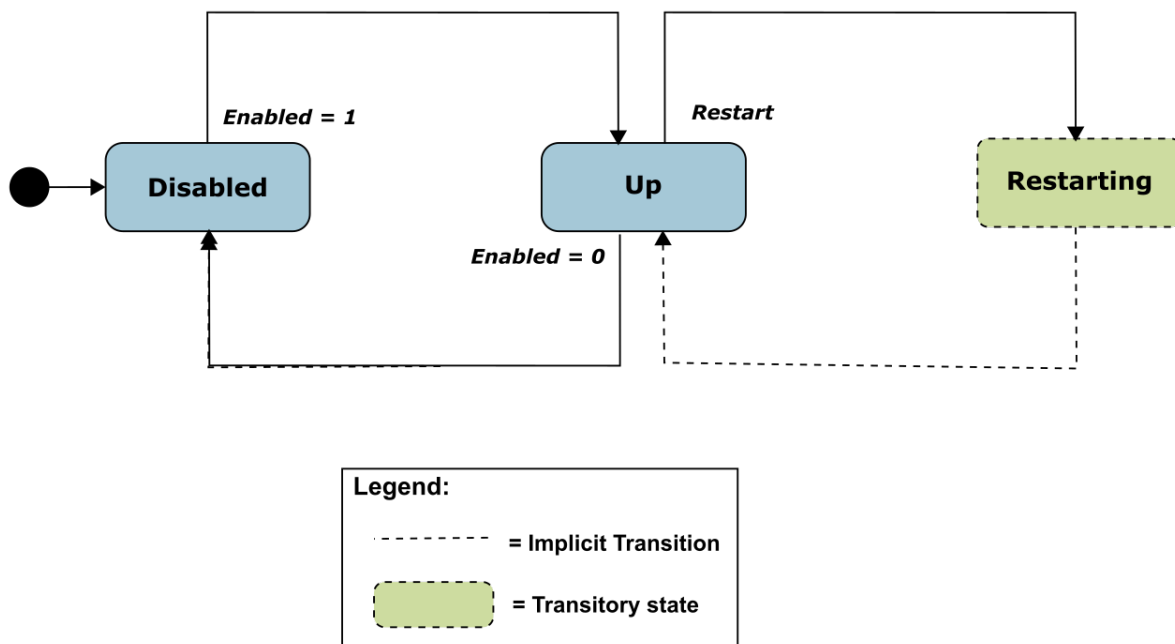 Enabled = 1
Restart
Disabled
Up
Restarting
Enabled = 0
Legend:
= Implicit Transition
= Transitory state